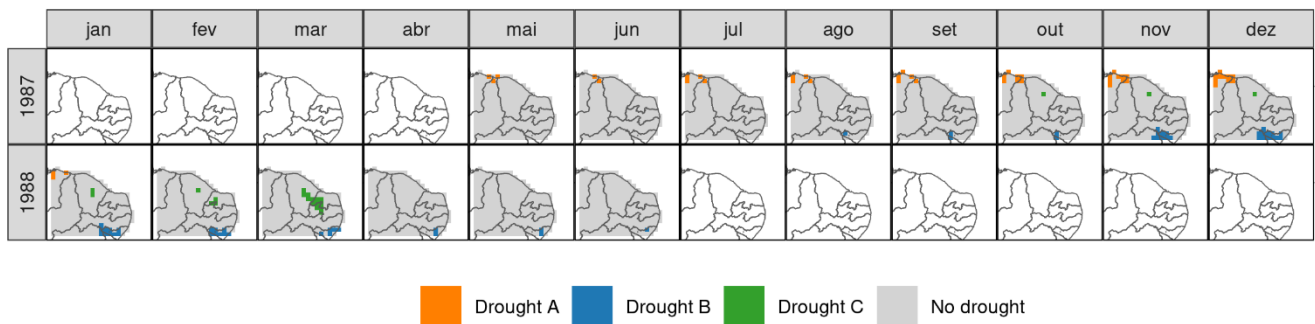 jan fev mar abr mai jun jul ago set out nov dez
1987
1988
Drought A Drought B Drought C No drought